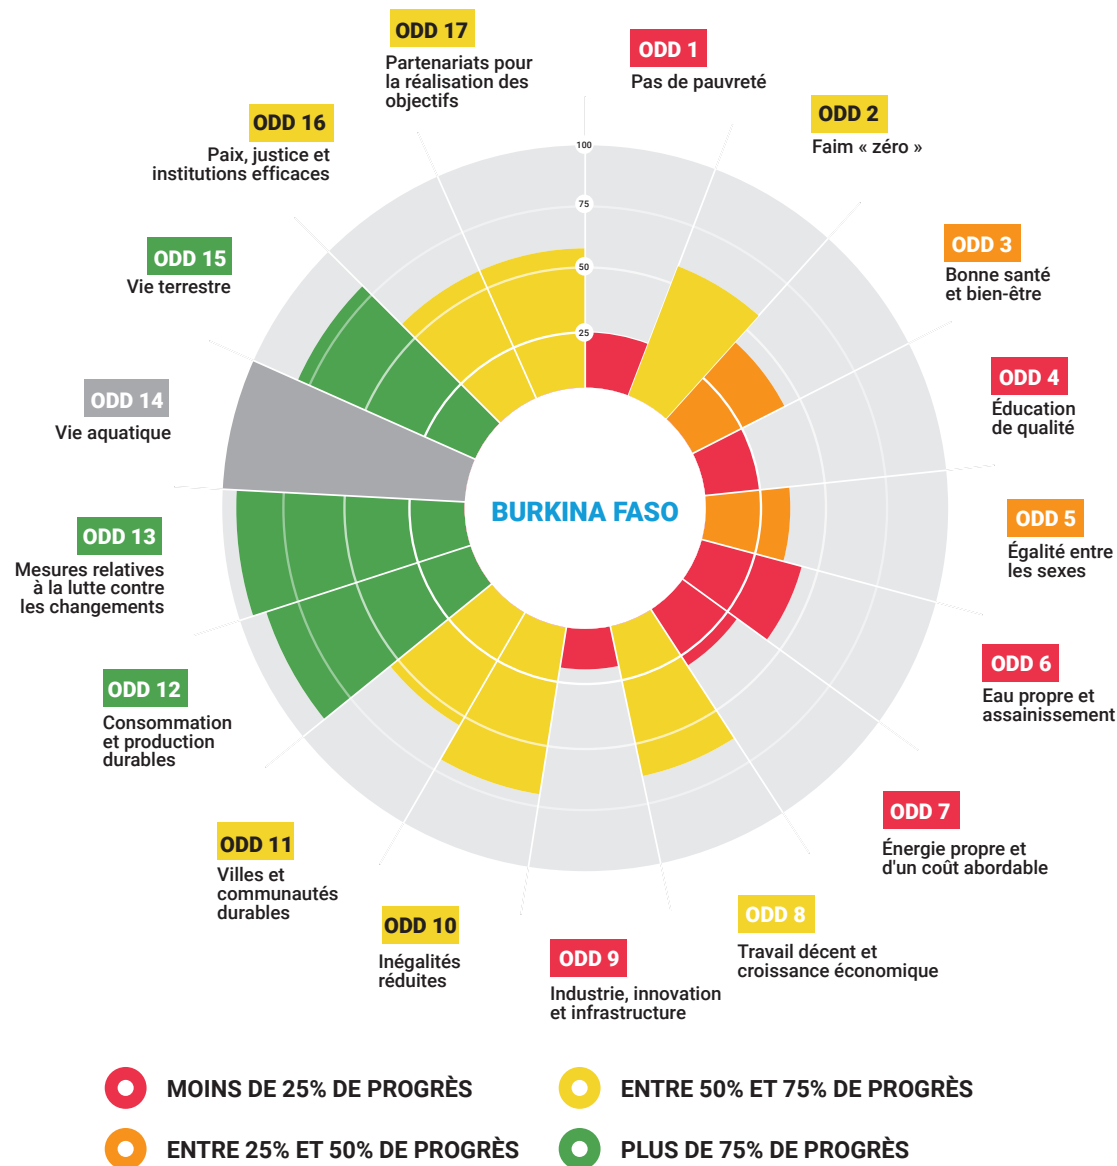 ODD 17
Partenariats pour
la réalisation des
objectifs
ODD 1
Pas de pauvreté
ODD 2
Faim « zéro »
ODD 16
Paix, justice et
institutions efficaces
100
75
50
25
ODD 3
Bonne santé
et bien-être
ODD 15
Vie terrestre
ODD 4
Éducation
de qualité
ODD 14
Vie aquatique
BURKINA FASO
ODD 5
Égalité entre
les sexes
ODD 13
Mesures relatives
à la lutte contre
les changements
ODD 6
Eau propre et
assainissement
ODD 12
Consommation
et production
durables
ODD 7
Énergie propre et
d'un coût abordable
ODD 11
Villes et
communautés
durables
ODD 10
Inégalités
réduites
ODD 9
Industrie, innovation
et infrastructure
ODD 8
Travail décent et
croissance économique
MOINS DE 25% DE PROGRÈS
ENTRE 50% ET 75% DE PROGRÈS
ENTRE 25% ET 50% DE PROGRÈS
PLUS DE 75% DE PROGRÈS